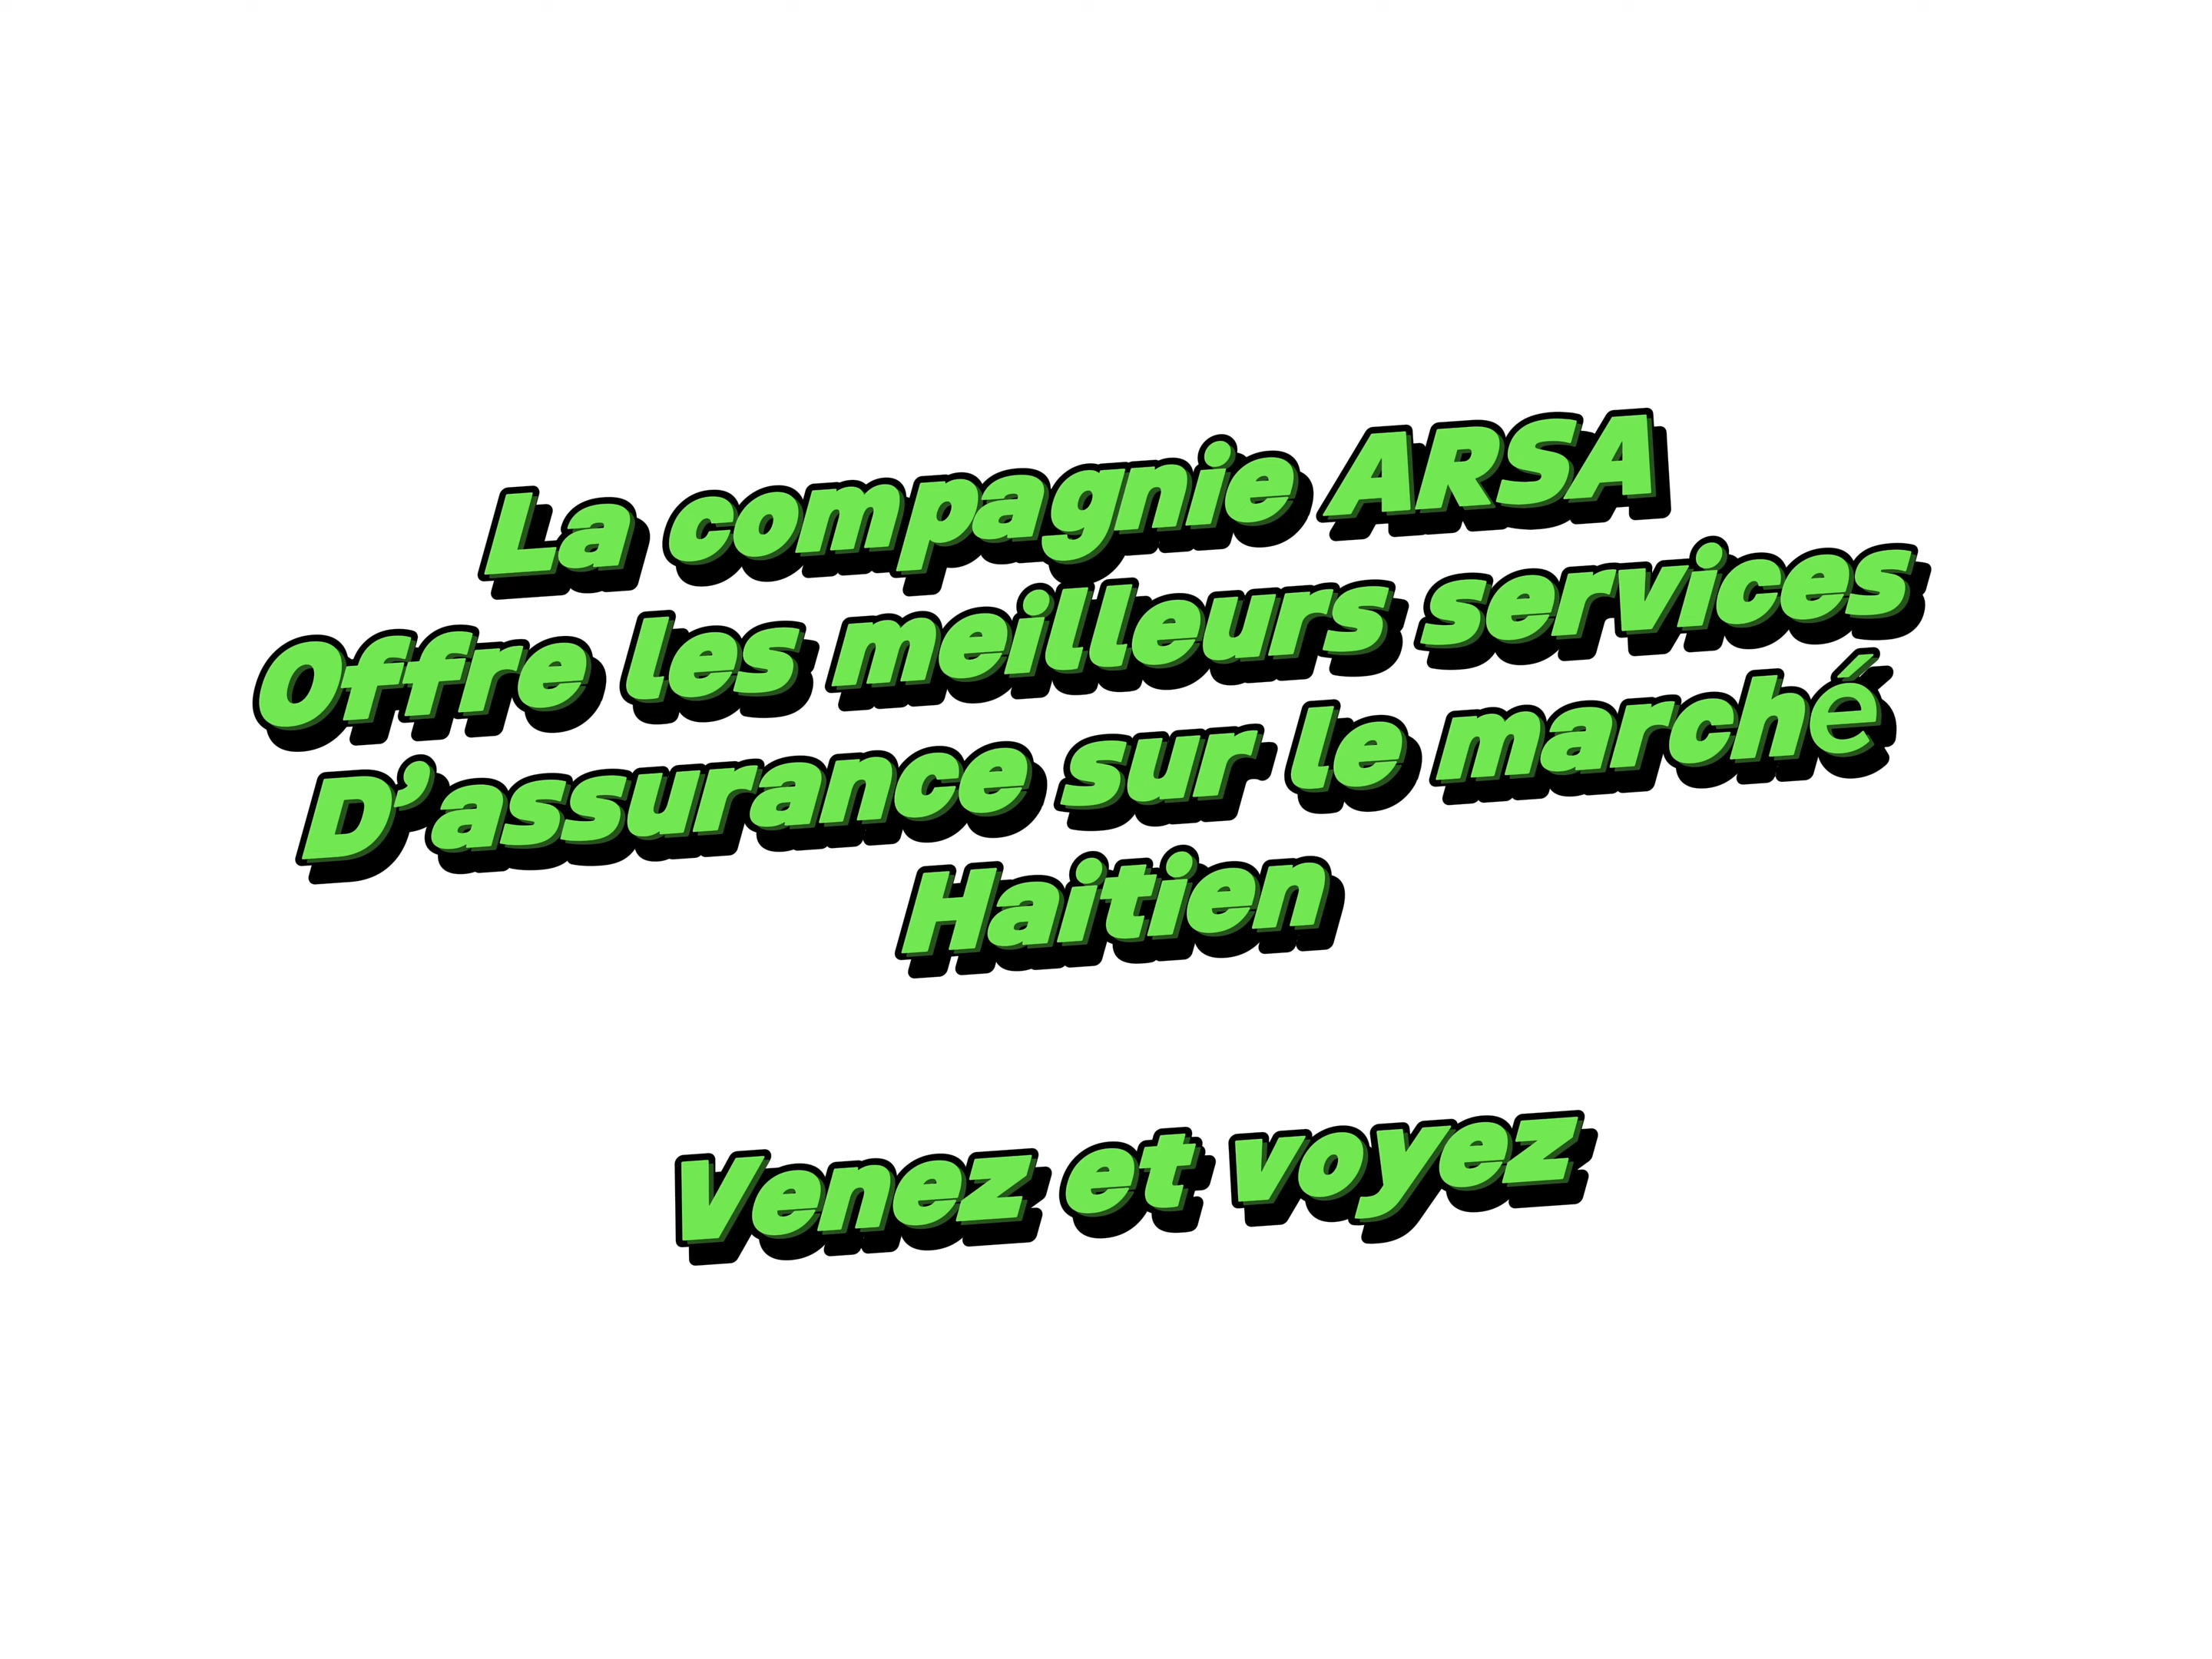 La compagnie ARSA
Offre les meilleurs services
D’assurance sur le marché
Haitien
Venez et voyez